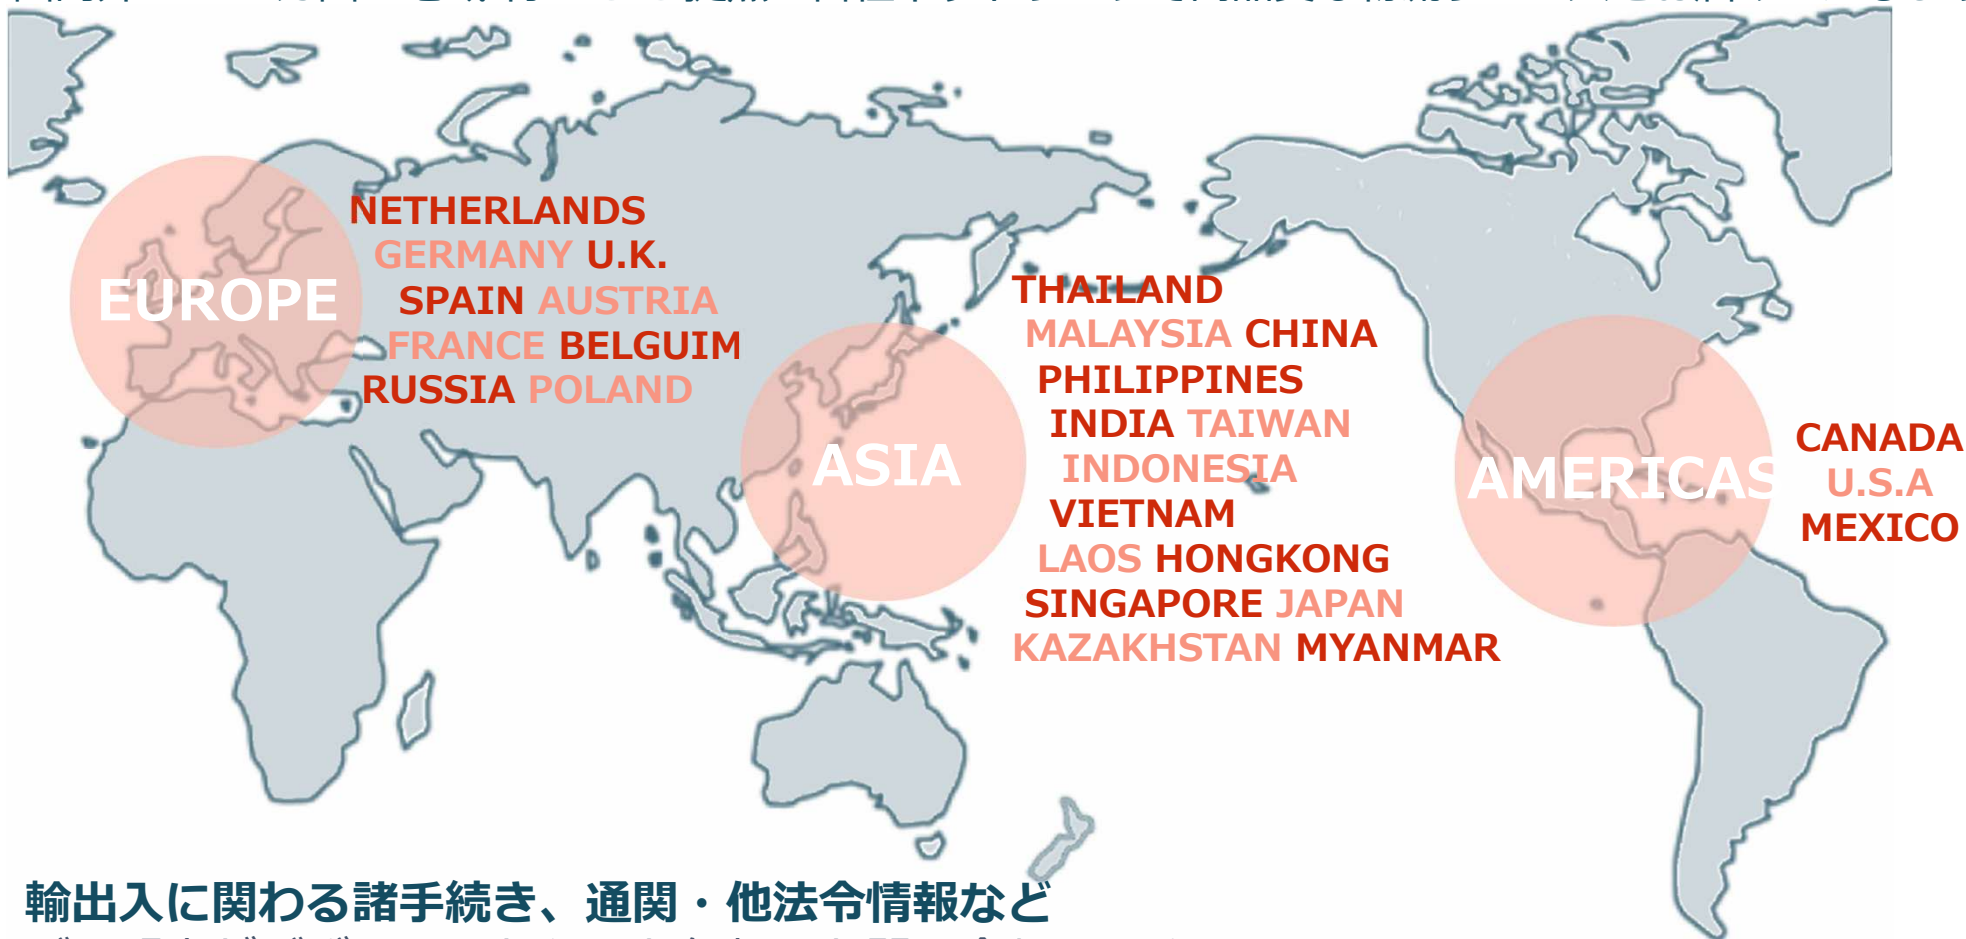 NETHERLANDS
GERMANY U.K.
SPAIN AUSTRIA
FRANCE BELGUIM
RUSSIA POLAND
EUROPE
THAILAND
MALAYSIA CHINA
PHILIPPINES
INDIA TAIWAN
INDONESIA
VIETNAM
LAOS HONGKONG
SINGAPORE JAPAN
KAZAKHSTAN MYANMAR
ASIA
AMERICAS
CANADA
U.S.A
MEXICO
輸出入に関わる諸手続き、通関・他法令情報など